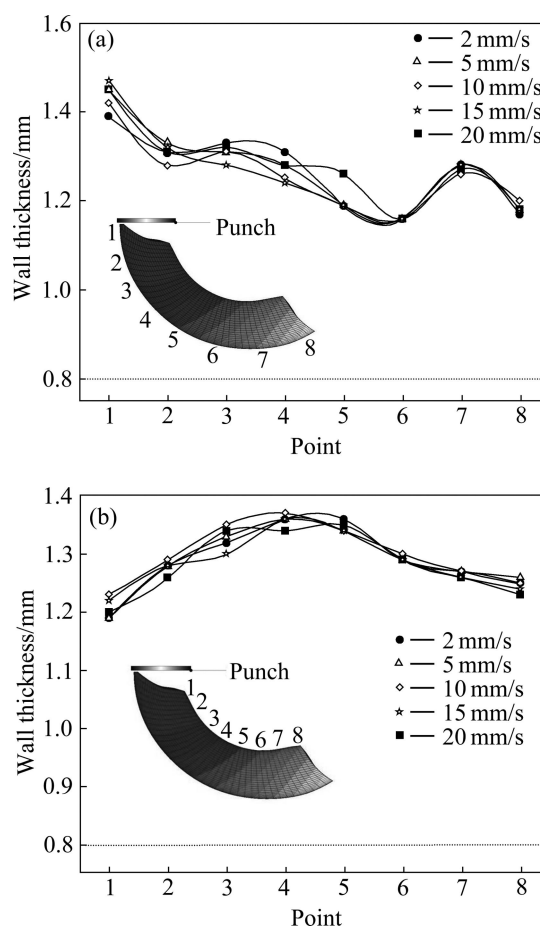 (a)
2 mm/s
5 mm/s
10 mm/s
15 mm/s
20 mm/s
Wall thickness/mm
1.6
1.4
1.2
1.0
0.8
Punch
1
2
3
4
5
6
7
8
1 2 3 4 5 6 7 8
Point
(b)
1.4
1.3
1.2
1.1
1.0
0.9
0.8
Wall thickness/mm
2 mm/s
5 mm/s
10 mm/s
15 mm/s
20 mm/s
Punch
1
2
3
4
5
6
7
8
1 2 3 4 5 6 7 8
Point